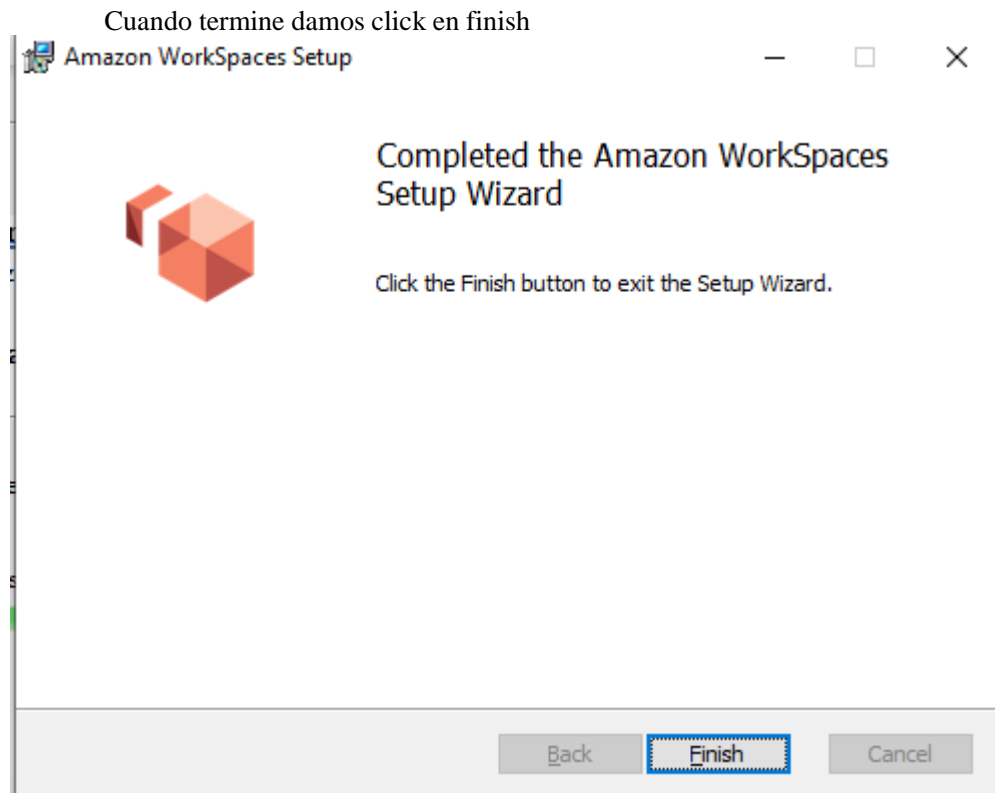 Cuando termine damos click en finish
Amazon WorkSpaces Setup
Completed the Amazon WorkSpaces
Setup Wizard
Click the Finish button to exit the Setup Wizard.
Back Finish Cancel